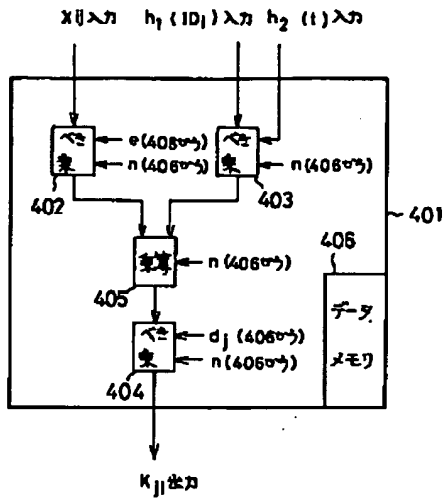 Xij入力 h₁(IDi)入力 h₂(t)入力
べき乗
e(406から)
n(406から)
402
べき乗
n(406から)
403
401
乗算
n(406から)
405
406
データ
メモリ
べき乗
dj(406から)
n(406から)
404
Kji出力